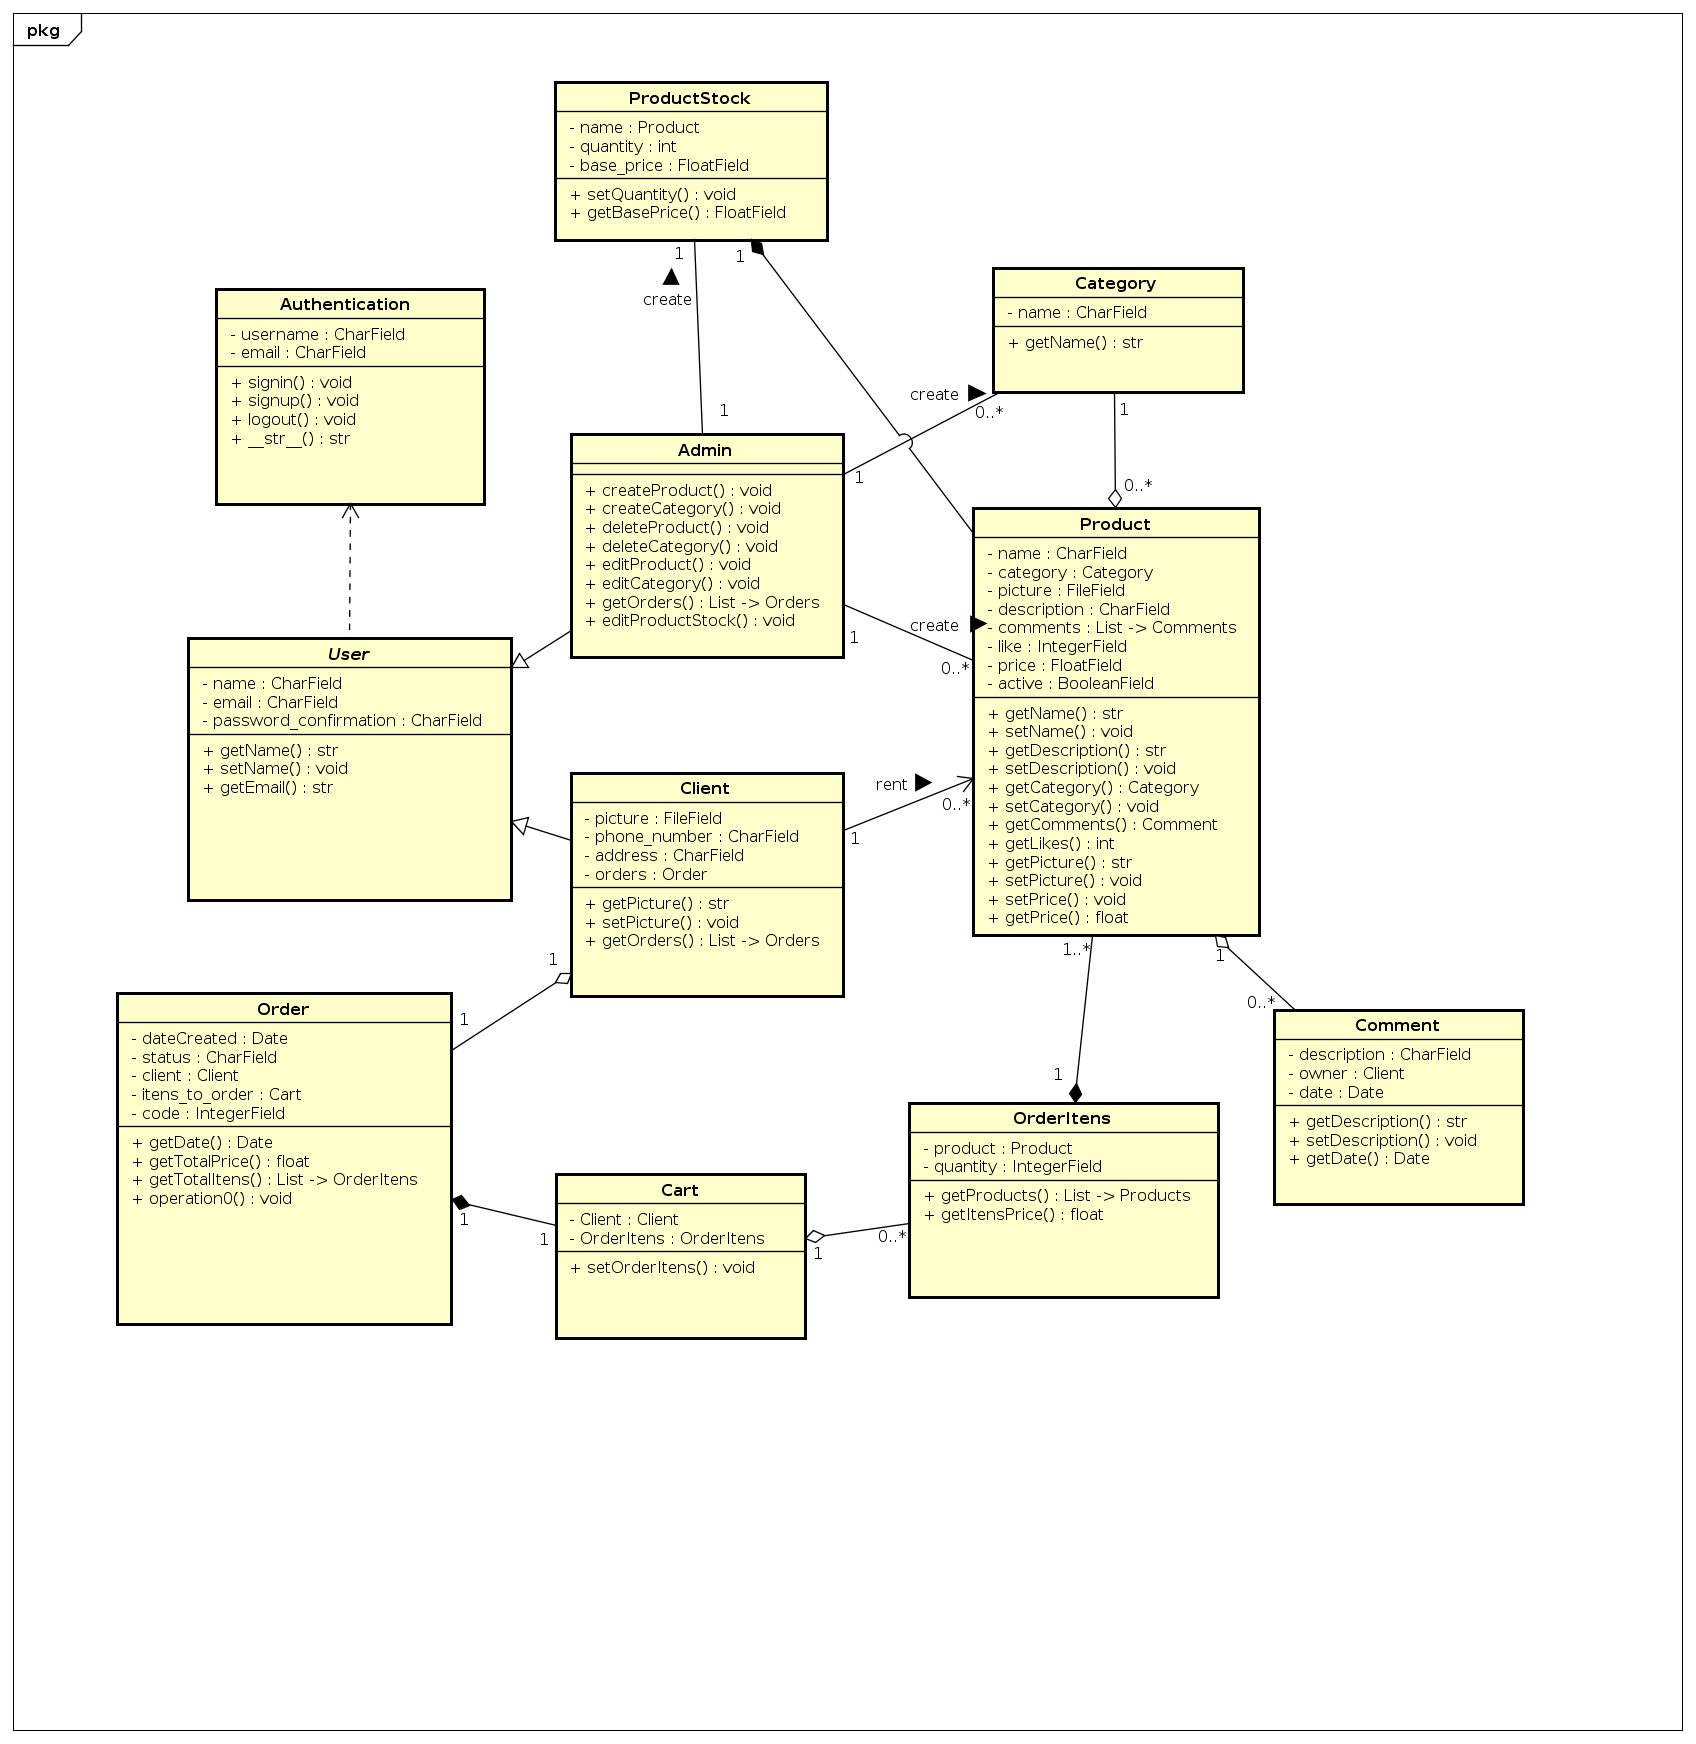 pkg
ProductStock
- name : Product
- quantity : int
- base_price : FloatField
+ setQuantity() : void
+ getBasePrice() : FloatField
1
1
create
1
Category
- name : CharField
+ getName() : str
Authentication
- username : CharField
- email : CharField
+ signin() : void
+ signup() : void
+ logout() : void
+ __str__() : str
create
0..*
1
1
0..*
Admin
+ createProduct() : void
+ createCategory() : void
+ deleteProduct() : void
+ deleteCategory() : void
+ editProduct() : void
+ editCategory() : void
+ getOrders() : List -> Orders
+ editProductStock() : void
create
1
0..*
Product
- name : CharField
- category : Category
- picture : FileField
- description : CharField
- comments : List -> Comments
- like : IntegerField
- price : FloatField
- active : BooleanField
+ getName() : str
+ setName() : void
+ getDescription() : str
+ setDescription() : void
+ getCategory() : Category
+ setCategory() : void
+ getComments() : Comment
+ getLikes() : int
+ getPicture() : str
+ setPicture() : void
+ setPrice() : void
+ getPrice() : float
User
- name : CharField
- email : CharField
- password_confirmation : CharField
+ getName() : str
+ setName() : void
+ getEmail() : str
Client
- picture : FileField
- phone_number : CharField
- address : CharField
- orders : Order
+ getPicture() : str
+ setPicture() : void
+ getOrders() : List -> Orders
rent
0..*
1
1
1
1..*
1
0..*
1
Order
- dateCreated : Date
- status : CharField
- client : Client
- itens_to_order : Cart
- code : IntegerField
+ getDate() : Date
+ getTotalPrice() : float
+ getTotalItens() : List -> OrderItens
+ operation0() : void
1
1
Cart
- Client : Client
- OrderItens : OrderItens
+ setOrderItens() : void
1
0..*
OrderItens
- product : Product
- quantity : IntegerField
+ getProducts() : List -> Products
+ getItensPrice() : float
Comment
- description : CharField
- owner : Client
- date : Date
+ getDescription() : str
+ setDescription() : void
+ getDate() : Date